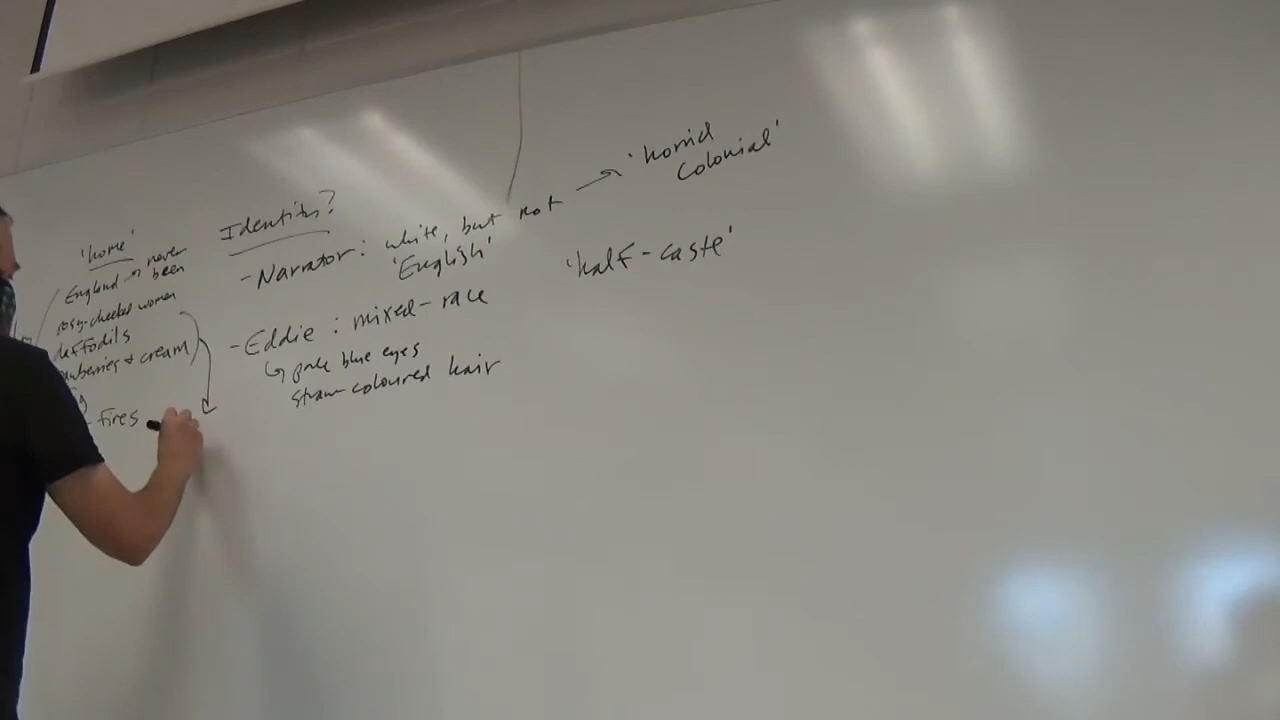 'home'
England → never
been
rosy-cheeked women
daffodils
strawberries + cream
fires
Identity?
- Narrator: white, but not → 'horrid
'English'
Colonial'
'half-caste'
- Eddie: mixed-race
↳ pale blue eyes
straw-coloured hair